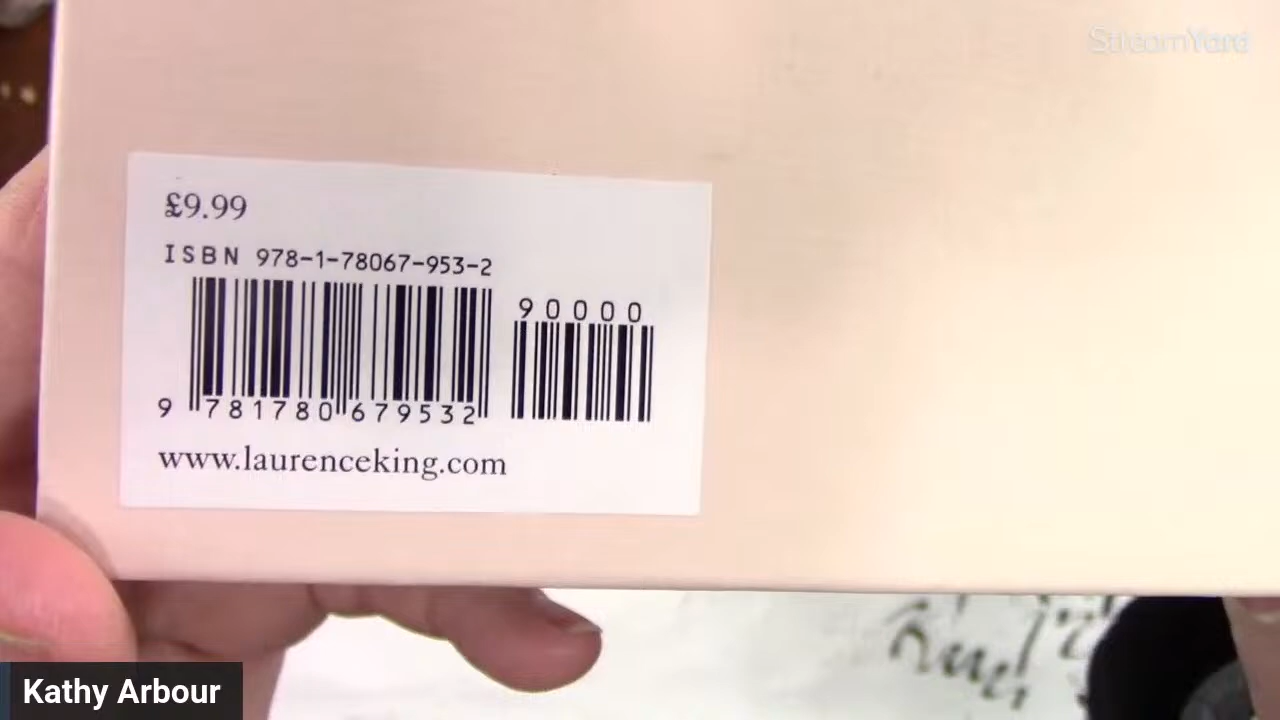 StreamYard
£9.99
ISBN 978-1-78067-953-2
90000
9 781780 679532
www.laurenceking.com
Kathy Arbour